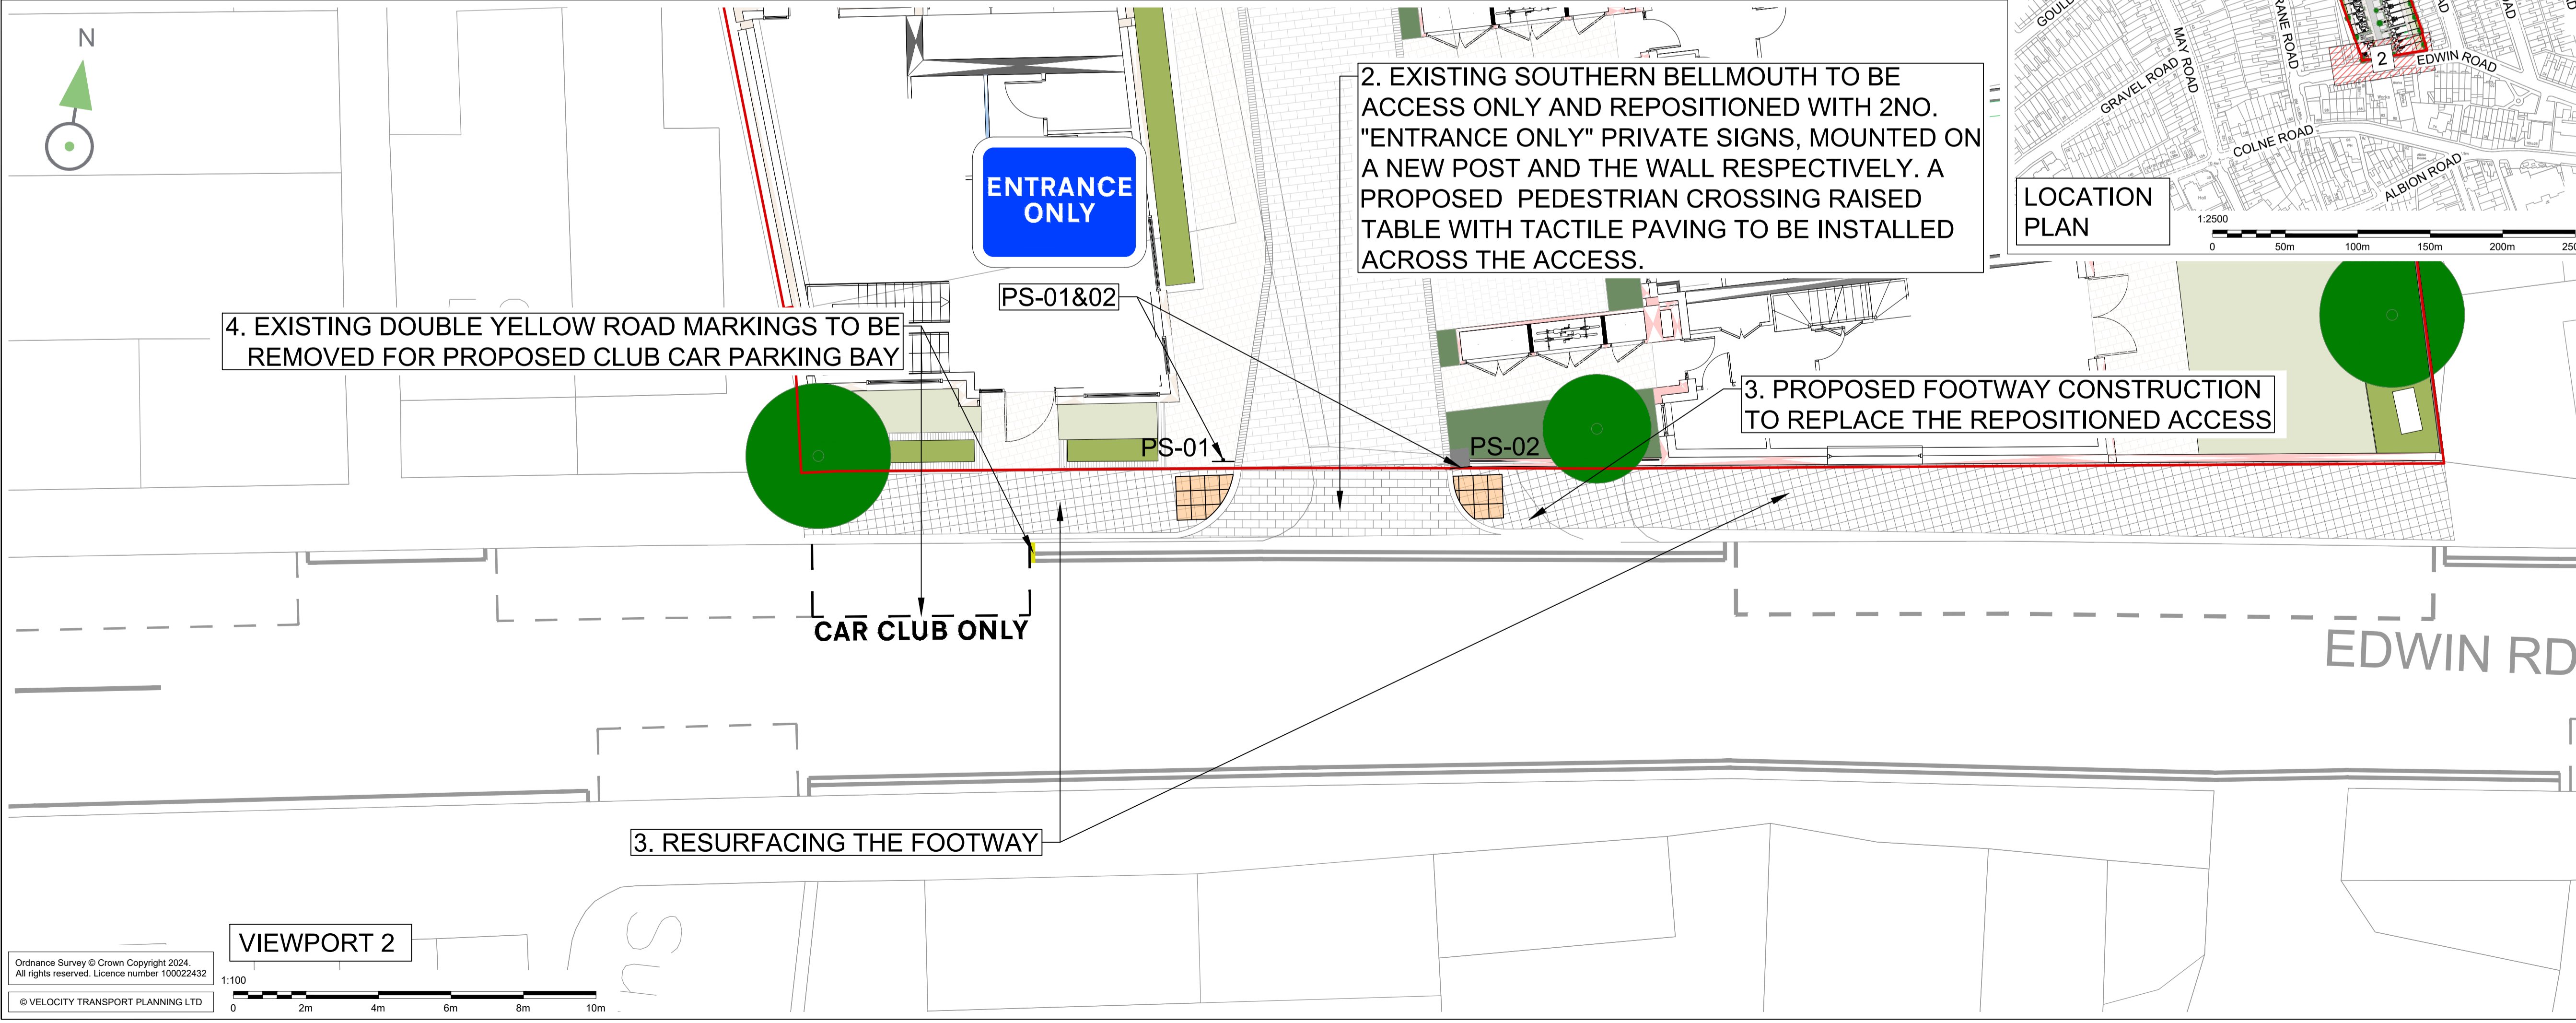 N
ENTRANCE
ONLY
2. EXISTING SOUTHERN BELLMOUTH TO BE
ACCESS ONLY AND REPOSITIONED WITH 2NO.
"ENTRANCE ONLY" PRIVATE SIGNS, MOUNTED ON
A NEW POST AND THE WALL RESPECTIVELY. A
PROPOSED PEDESTRIAN CROSSING RAISED
TABLE WITH TACTILE PAVING TO BE INSTALLED
ACROSS THE ACCESS.
MAY ROAD
GRAVEL ROAD
2
EDWIN ROAD
COLNE ROAD
ALBION ROAD
LOCATION
PLAN
1:2500
0 50m 100m 150m 200m
PS-01&02
4. EXISTING DOUBLE YELLOW ROAD MARKINGS TO BE
REMOVED FOR PROPOSED CLUB CAR PARKING BAY
3. PROPOSED FOOTWAY CONSTRUCTION
TO REPLACE THE REPOSITIONED ACCESS
PS-01
PS-02
CAR CLUB ONLY
EDWIN RD
3. RESURFACING THE FOOTWAY
VIEWPORT 2
Ordnance Survey © Crown Copyright 2024.
All rights reserved. Licence number 100022432
© VELOCITY TRANSPORT PLANNING LTD
1:100
0 2m 4m 6m 8m 10m